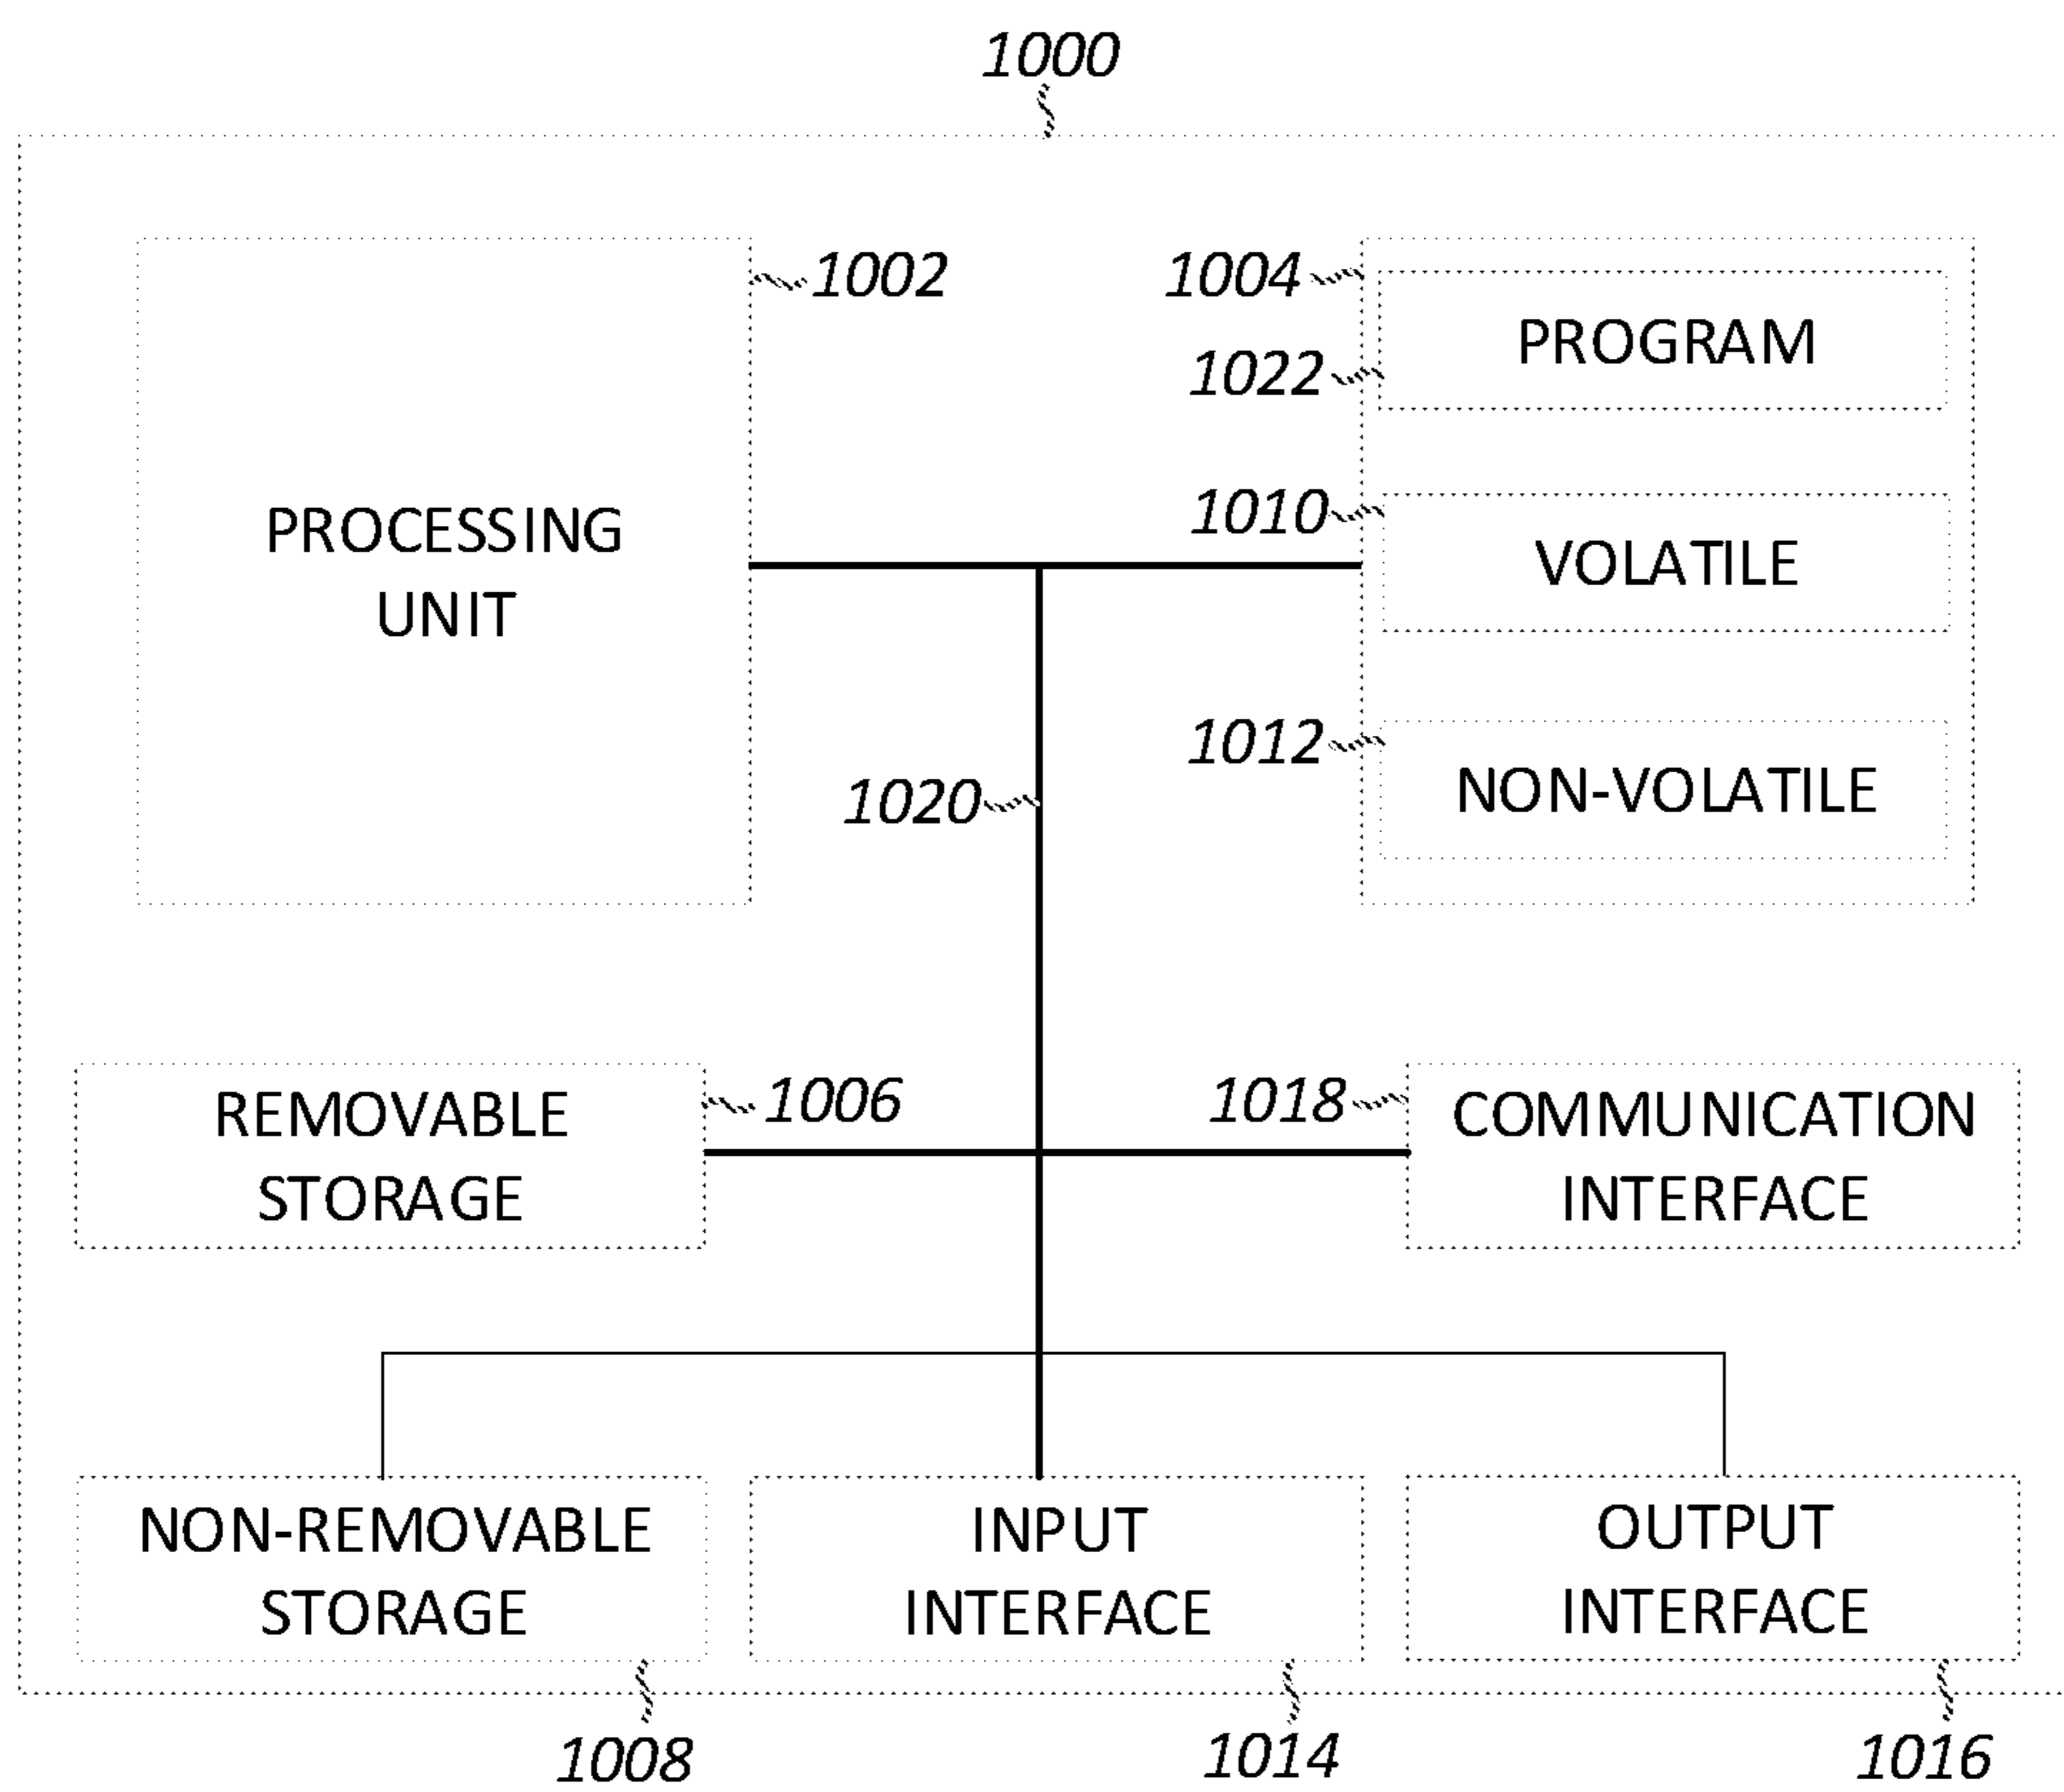 1000
1002
1004
PROGRAM
1022
1010
PROCESSING
UNIT
VOLATILE
1012
NON-VOLATILE
1020
REMOVABLE
STORAGE
1006
1018
COMMUNICATION
INTERFACE
NON-REMOVABLE
STORAGE
INPUT
INTERFACE
OUTPUT
INTERFACE
1008
1014
1016